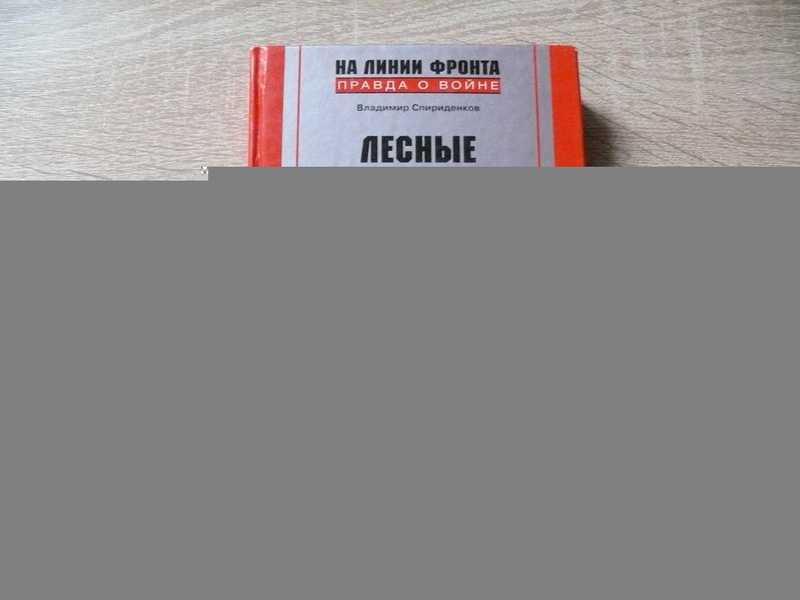 НА ЛИНИИ ФРОНТА
ПРАВДА О ВОЙНЕ
Владимир Спириденков
ЛЕСНЫЕ